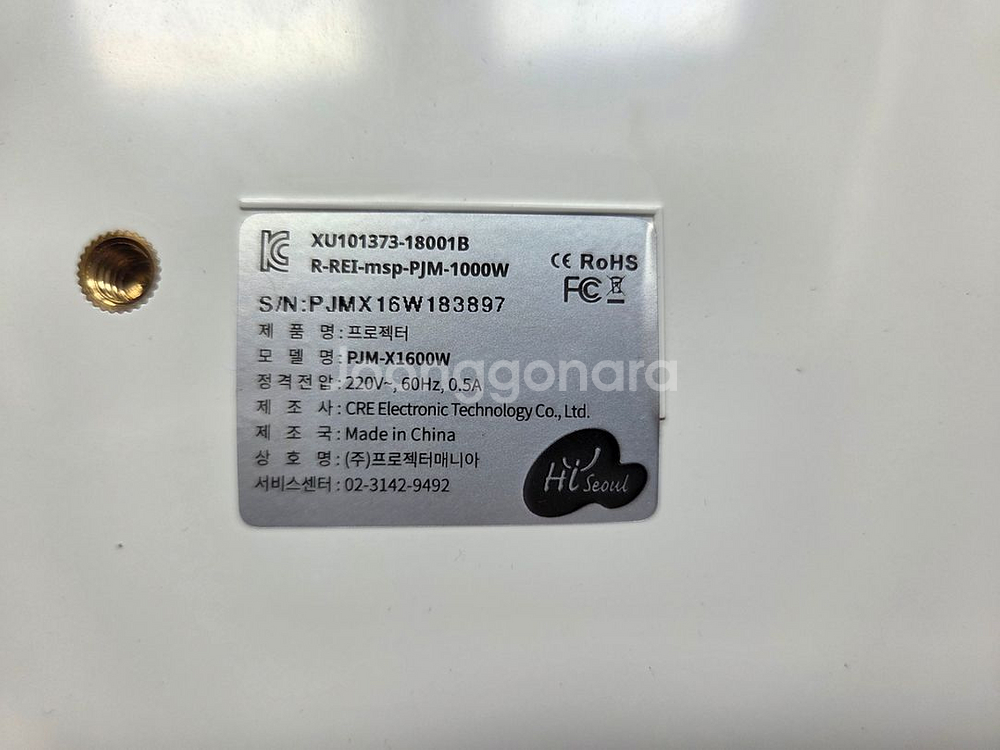 XU101373-18001B
R-REI-msp-PJM-1000W
CE RoHS
FC
S/N:PJMX16W183897
제 품 명 : 프로젝터
모 델 명 : PJM-X1600W
정격전압 : 220V~, 60Hz, 0.5A
제 조 사 : CRE Electronic Technology Co., Ltd.
제 조 국 : Made in China
상 호 명 : (주)프로젝터매니아
서비스센터 : 02-3142-9492
Hi Seoul
joonggonara